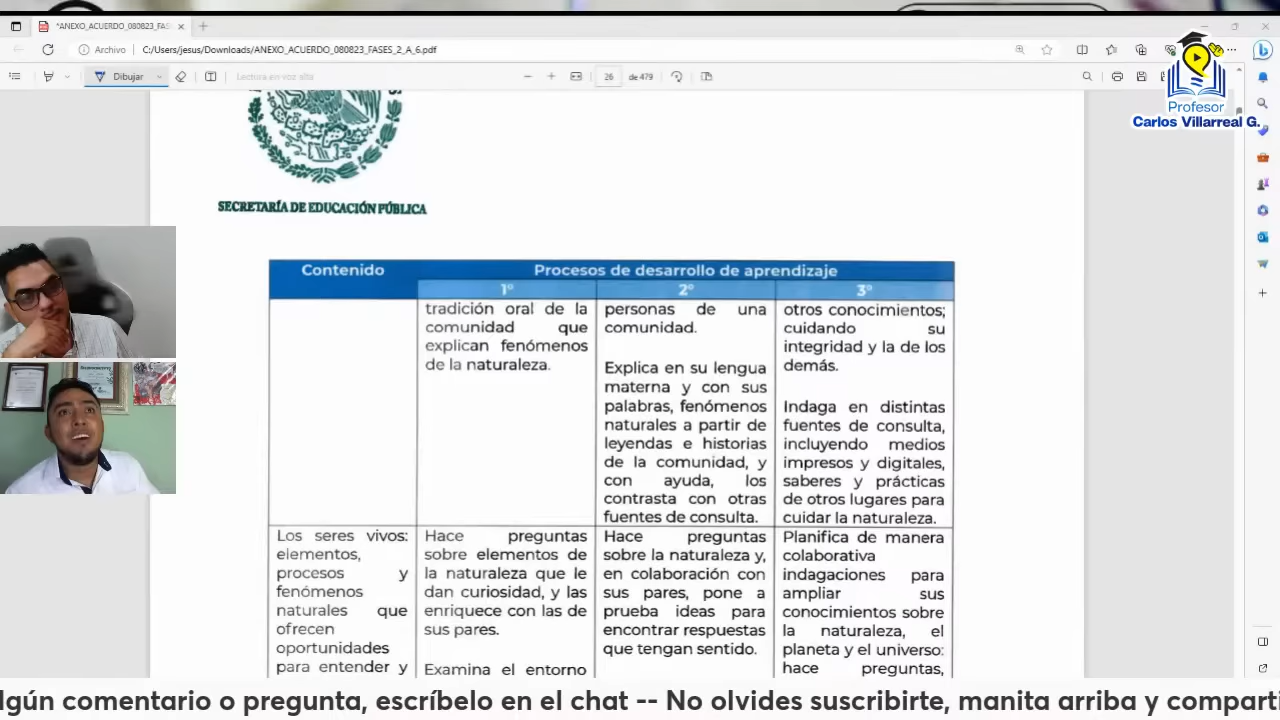 *ANEXO_ACUERDO_080823_FAS
Archivo C:/Users/jesus/Downloads/ANEXO_ACUERDO_080823_FASES_2_A_6.pdf
Dibujar Lectura en voz alta 26 de 479
Profesor
Carlos Villarreal G.
SECRETARÍA DE EDUCACIÓN PÚBLICA
Contenido Procesos de desarrollo de aprendizaje
1° 2° 3°
tradición oral de la
comunidad que
explican fenómenos
de la naturaleza.
personas de una
comunidad.
Explica en su lengua
materna y con sus
palabras, fenómenos
naturales a partir de
leyendas e historias
de la comunidad, y
con ayuda, los
contrasta con otras
fuentes de consulta.
otros conocimientos;
cuidando su
integridad y la de los
demás.
Indaga en distintas
fuentes de consulta,
incluyendo medios
impresos y digitales,
saberes y prácticas
de otros lugares para
cuidar la naturaleza.
Los seres vivos:
elementos,
procesos y
fenómenos
naturales que
ofrecen
oportunidades
para entender y
Hace preguntas
sobre elementos de
la naturaleza que le
dan curiosidad, y las
enriquece con las de
sus pares.
Examina el entorno
Hace preguntas
sobre la naturaleza y,
en colaboración con
sus pares, pone a
prueba ideas para
encontrar respuestas
que tengan sentido.
Planifica de manera
colaborativa
indagaciones para
ampliar sus
conocimientos sobre
la naturaleza, el
planeta y el universo:
hace preguntas,
lgún comentario o pregunta, escríbelo en el chat -- No olvides suscribirte, manita arriba y comparti